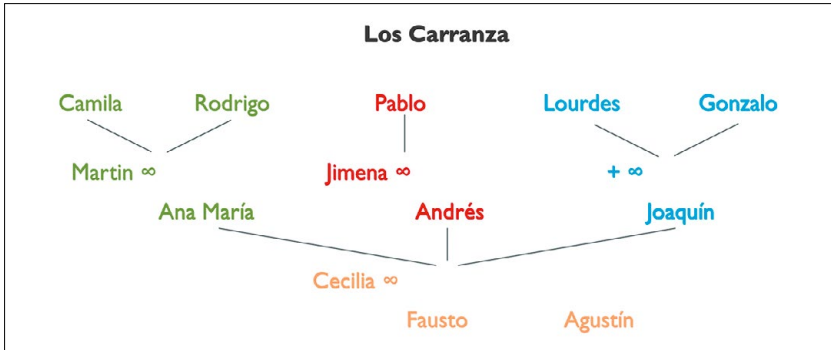 Los Carranza
Camila Rodrigo Pablo Lourdes Gonzalo
Martin ∞ Jimena ∞ + ∞
Ana María Andrés Joaquín
Cecilia ∞
Fausto Agustín